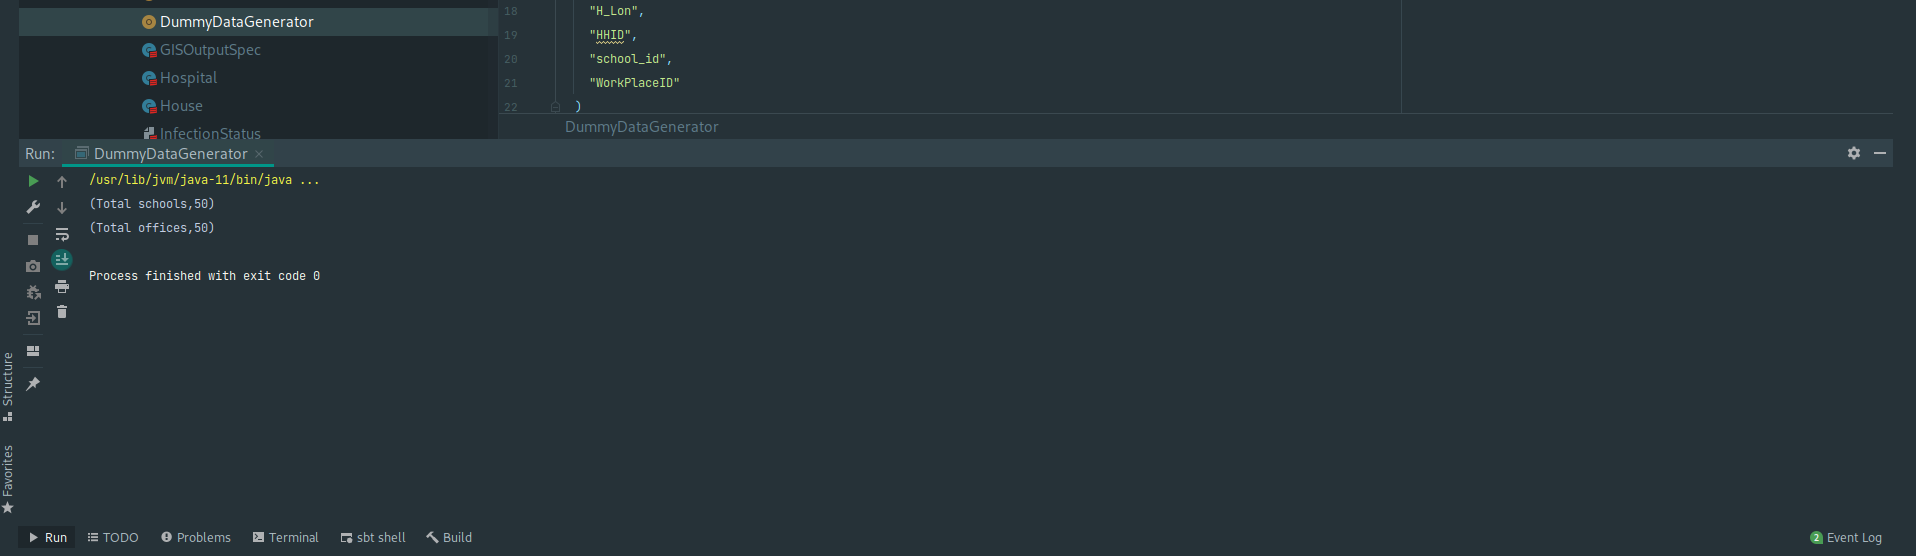 DummyDataGenerator
GISOutputSpec
Hospital
House
InfectionStatus
18 "H_Lon",
19 "HHID",
20 "school_id",
21 "WorkPlaceID"
22 )
DummyDataGenerator
Run: DummyDataGenerator
/usr/lib/jvm/java-11/bin/java ...
(Total schools,50)
(Total offices,50)
Process finished with exit code 0
Structure
Favorites
Run TODO Problems Terminal sbt shell Build 2 Event Log